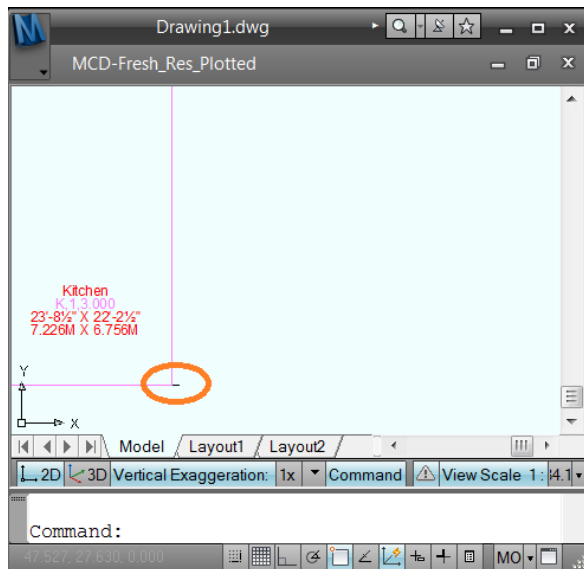 Drawing1.dwg
MCD-Fresh_Res_Plotted
Kitchen
K,1,3.000
23'-8½" X 22'-2½"
7.226M X 6.756M
Y
X
Model Layout1 Layout2
2D 3D Vertical Exaggeration: 1x Command View Scale 1:
Command:
47.527, 27.630, 0.000 MO